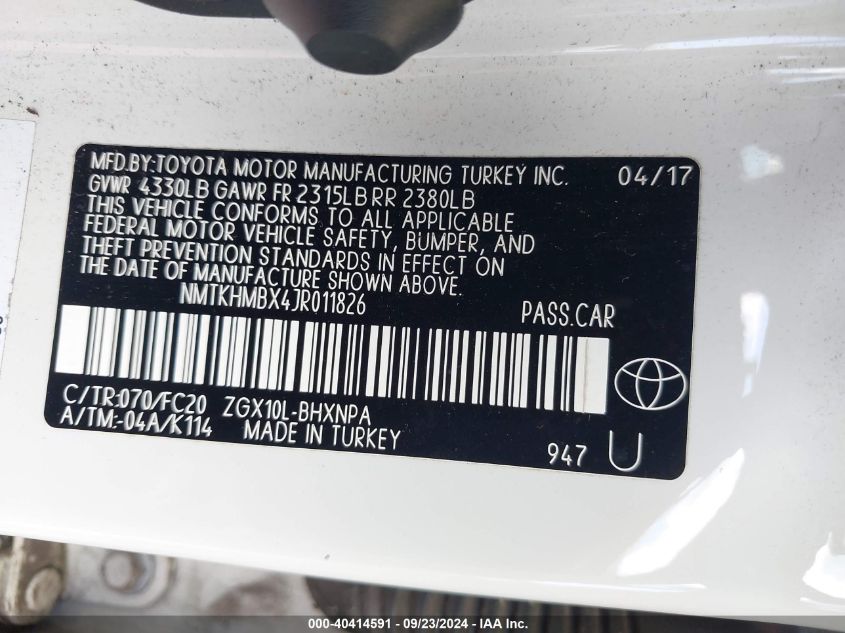 MFD.BY:TOYOTA MOTOR MANUFACTURING TURKEY INC. 04/17
GVWR 4330LB GAWR FR 2315LB RR 2380LB
THIS VEHICLE CONFORMS TO ALL APPLICABLE
FEDERAL MOTOR VEHICLE SAFETY, BUMPER, AND
THEFT PREVENTION STANDARDS IN EFFECT ON
THE DATE OF MANUFACTURE SHOWN ABOVE.
NMTKHMBX4JR011826 PASS.CAR
C/TR:070/FC20 ZGX10L-BHXNPA
A/TM:-04A/K114 MADE IN TURKEY
947 U
000-40414591 - 09/23/2024 - IAA Inc.